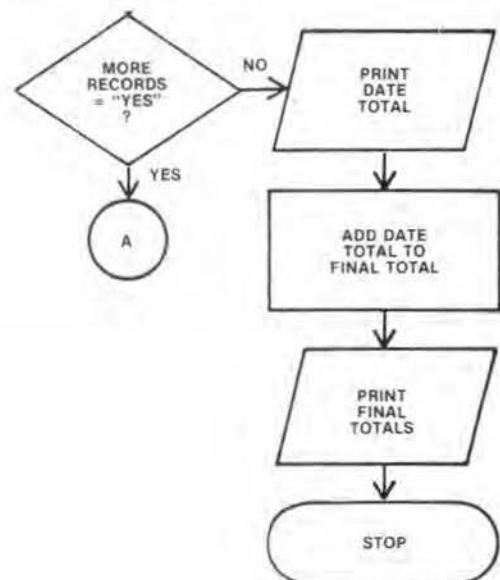 MORE
RECORDS
= "YES"
?
NO
PRINT
DATE
TOTAL
YES
A
ADD DATE
TOTAL TO
FINAL TOTAL
PRINT
FINAL
TOTALS
STOP